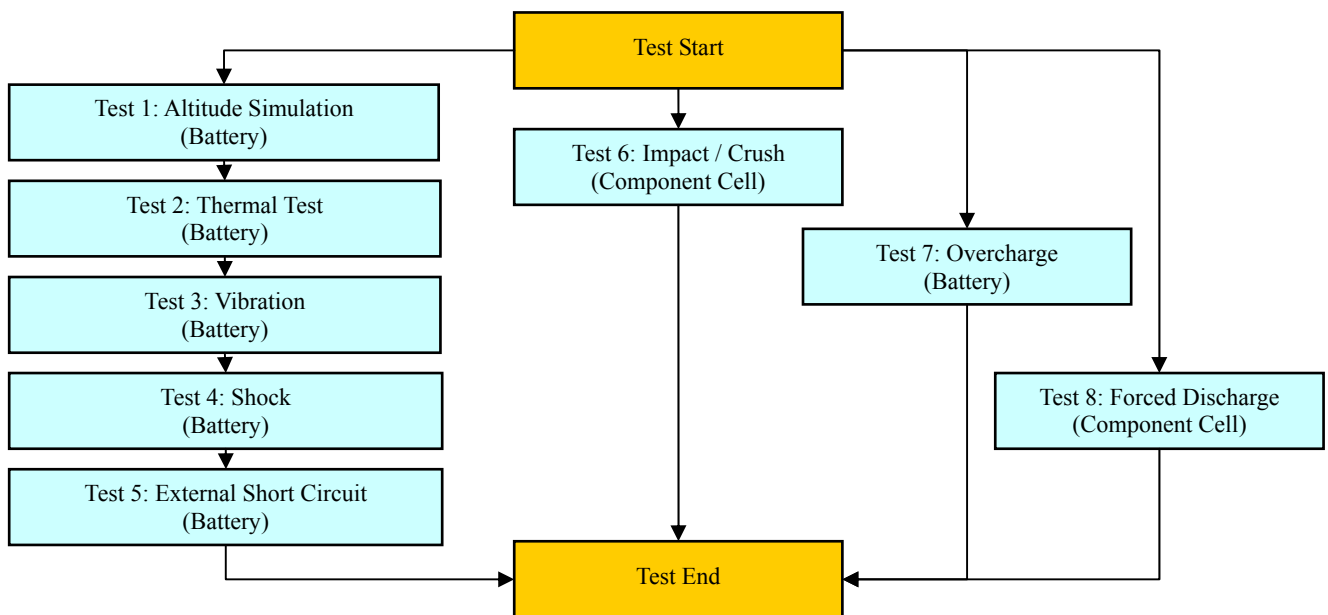 Test Start
Test 1: Altitude Simulation
(Battery)
Test 2: Thermal Test
(Battery)
Test 3: Vibration
(Battery)
Test 4: Shock
(Battery)
Test 5: External Short Circuit
(Battery)
Test 6: Impact / Crush
(Component Cell)
Test 7: Overcharge
(Battery)
Test 8: Forced Discharge
(Component Cell)
Test End